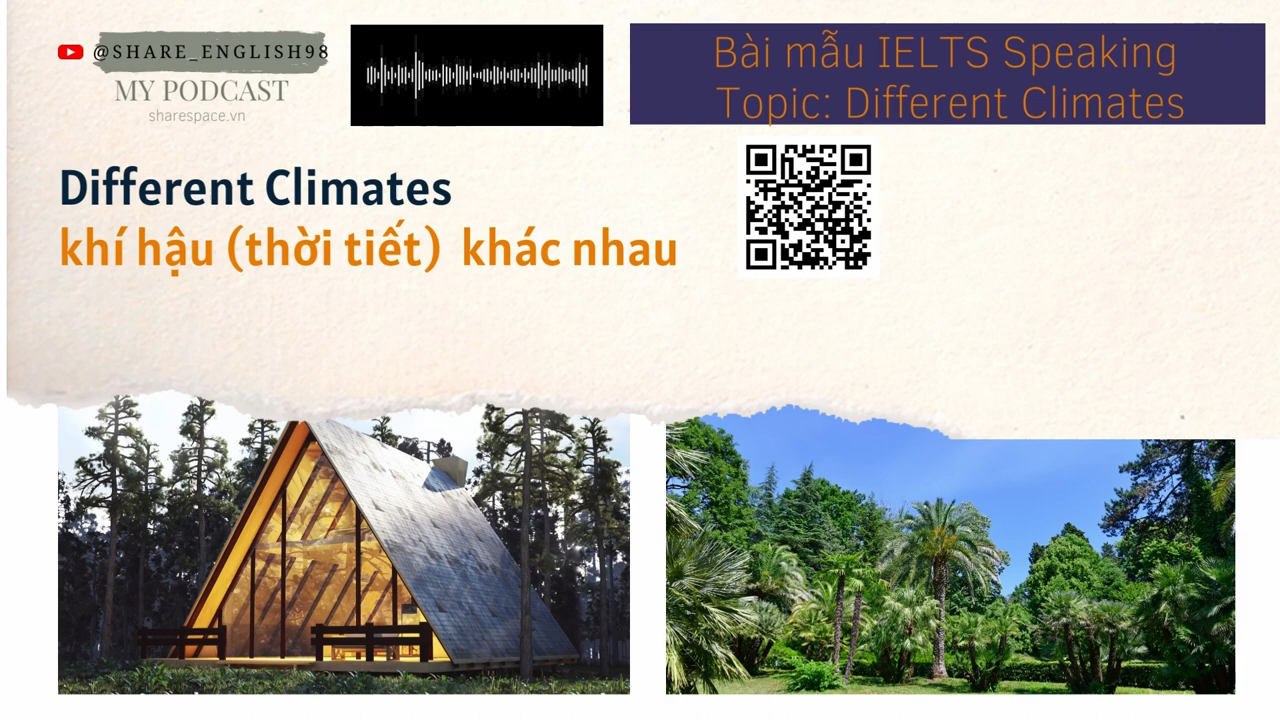 @SHARE_ENGLISH98
MY PODCAST
sharespace.vn
Bài mẫu IELTS Speaking
Topic: Different Climates
Different Climates
khí hậu (thời tiết) khác nhau